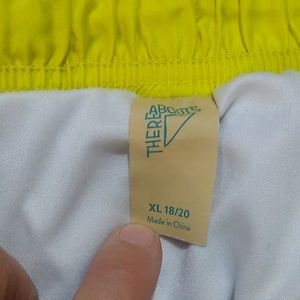 THEREABOUTS
XL 18/20
Made in China